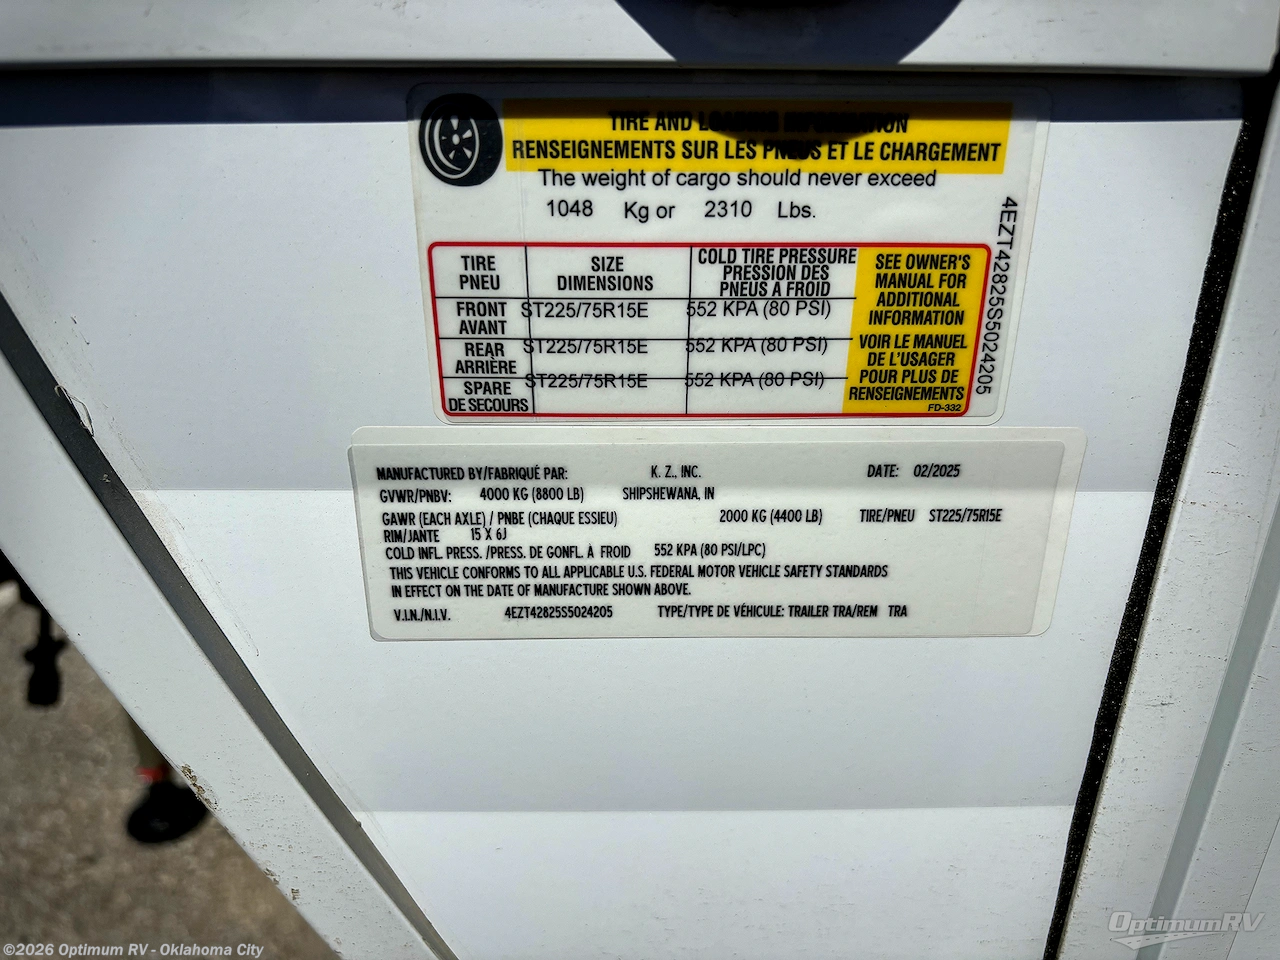 TIRE AND LOADING INFORMATION
RENSEIGNEMENTS SUR LES PNEUS ET LE CHARGEMENT
The weight of cargo should never exceed
1048 Kg or 2310 Lbs.
TIRE PNEU
SIZE DIMENSIONS
COLD TIRE PRESSURE PRESSION DES PNEUS A FROID
FRONT AVANT ST225/75R15E 552 KPA (80 PSI)
REAR ARRIÈRE ST225/75R15E 552 KPA (80 PSI)
SPARE DE SECOURS ST225/75R15E 552 KPA (80 PSI)
SEE OWNER'S
MANUAL FOR
ADDITIONAL
INFORMATION
VOIR LE MANUEL
DE L'USAGER
POUR PLUS DE
RENSEIGNEMENTS
FD-332
4EZT42825S5024205
MANUFACTURED BY/FABRIQUÉ PAR: K. Z., INC. DATE: 02/2025
GVWR/PNBV: 4000 KG (8800 LB) SHIPSHEWANA, IN
GAWR (EACH AXLE) / PNBE (CHAQUE ESSIEU) 2000 KG (4400 LB) TIRE/PNEU ST225/75R15E
RIM/JANTE 15 X 6J
COLD INFL. PRESS. /PRESS. DE GONFL. À FROID 552 KPA (80 PSI/LPC)
THIS VEHICLE CONFORMS TO ALL APPLICABLE U.S. FEDERAL MOTOR VEHICLE SAFETY STANDARDS
IN EFFECT ON THE DATE OF MANUFACTURE SHOWN ABOVE.
V.I.N./N.I.V. 4EZT42825S5024205 TYPE/TYPE DE VÉHICULE: TRAILER TRA/REM TRA
©2026 Optimum RV - Oklahoma City
OptimumRV